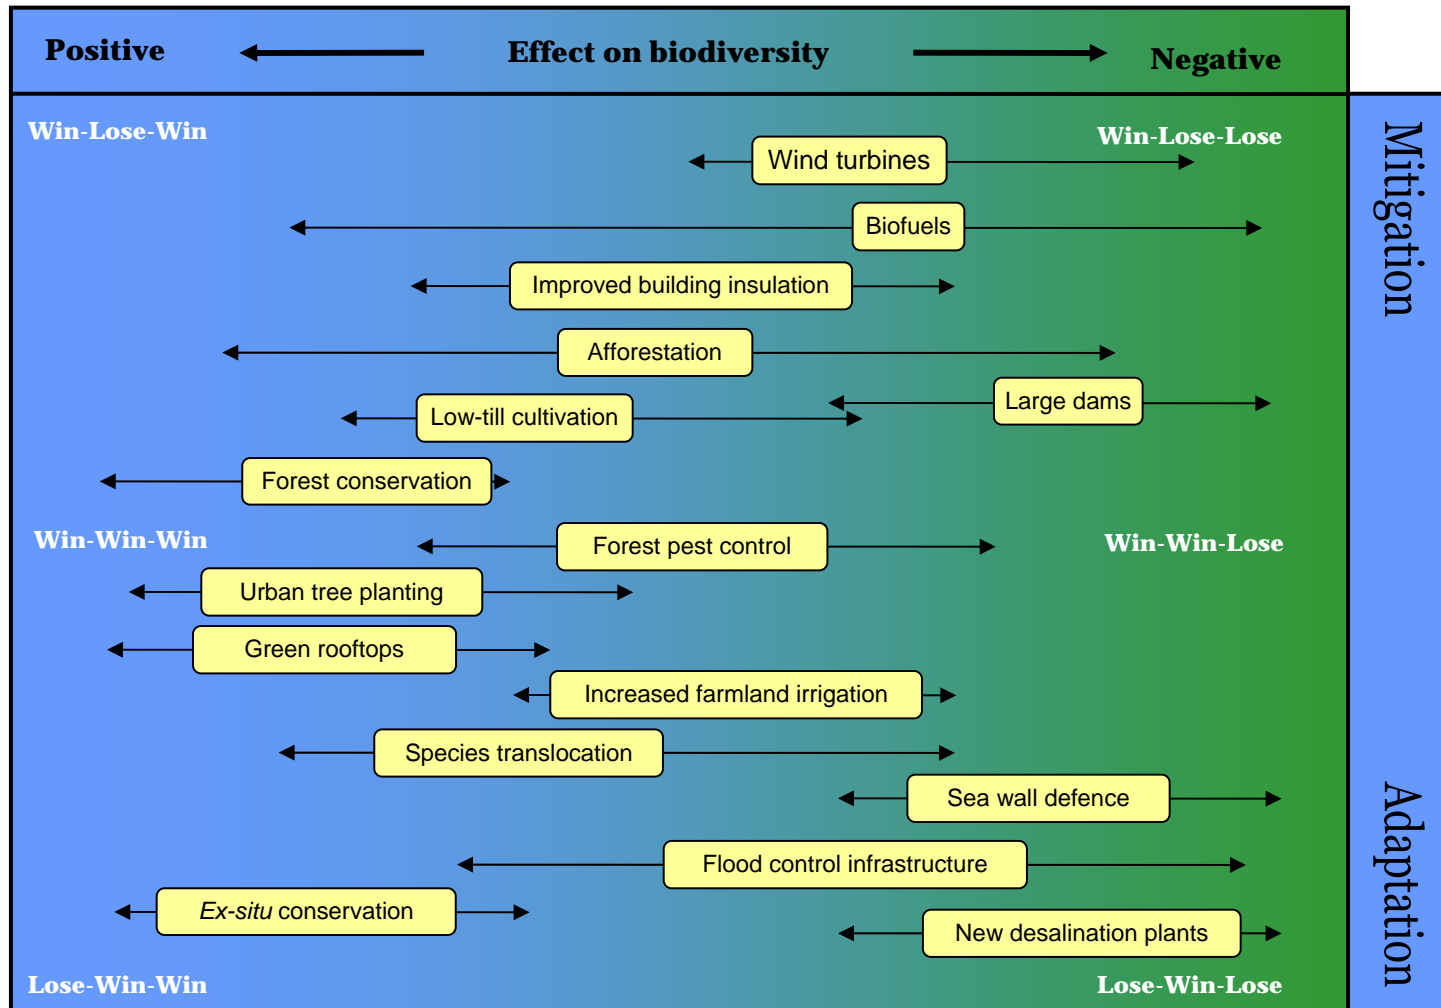 Positive
Effect on biodiversity
Negative
Win-Lose-Win
Win-Lose-Lose
Mitigation
Wind turbines
Biofuels
Improved building insulation
Afforestation
Large dams
Low-till cultivation
Forest conservation
Win-Win-Win
Forest pest control
Win-Win-Lose
Urban tree planting
Green rooftops
Increased farmland irrigation
Species translocation
Sea wall defence
Adaptation
Flood control infrastructure
Ex-situ conservation
New desalination plants
Lose-Win-Win
Lose-Win-Lose